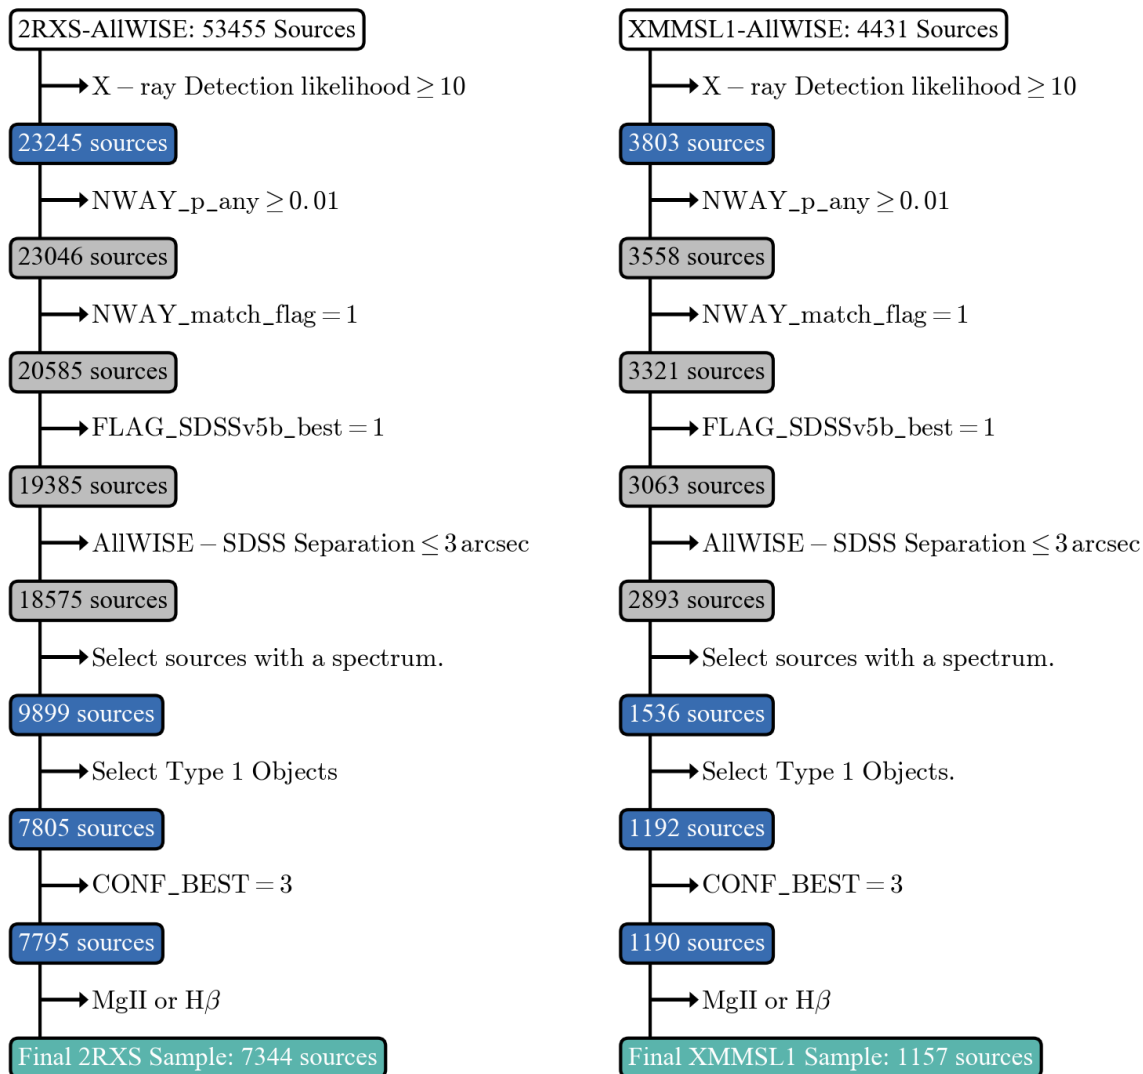 2RXS-AllWISE: 53455 Sources
X – ray Detection likelihood ≥ 10
23245 sources
NWAY_p_any ≥ 0.01
23046 sources
NWAY_match_flag = 1
20585 sources
FLAG_SDSSv5b_best = 1
19385 sources
AllWISE – SDSS Separation ≤ 3 arcsec
18575 sources
Select sources with a spectrum.
9899 sources
Select Type 1 Objects
7805 sources
CONF_BEST = 3
7795 sources
MgII or Hβ
Final 2RXS Sample: 7344 sources
XMMSL1-AllWISE: 4431 Sources
X – ray Detection likelihood ≥ 10
3803 sources
NWAY_p_any ≥ 0.01
3558 sources
NWAY_match_flag = 1
3321 sources
FLAG_SDSSv5b_best = 1
3063 sources
AllWISE – SDSS Separation ≤ 3 arcsec
2893 sources
Select sources with a spectrum.
1536 sources
Select Type 1 Objects.
1192 sources
CONF_BEST = 3
1190 sources
MgII or Hβ
Final XMMSL1 Sample: 1157 sources